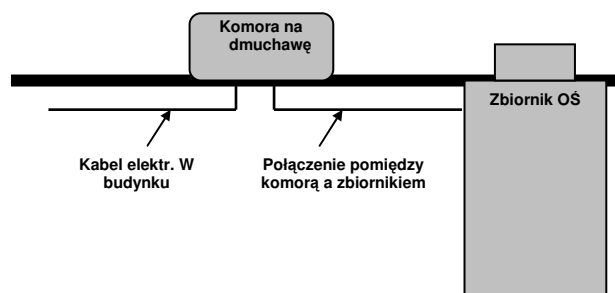 Komora na
dmuchawę
Zbiornik OŚ
Kabel elektr. W
budynku
Połączenie pomiędzy
komorą a zbiornikiem